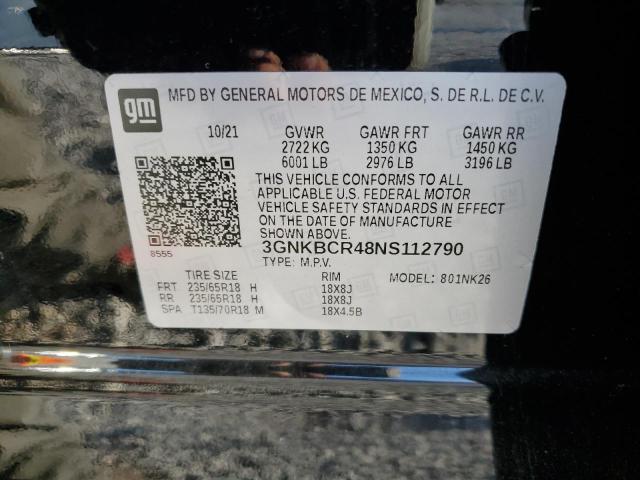 gm MFD BY GENERAL MOTORS DE MEXICO, S. DE R.L. DE C.V.
10/21 GVWR GAWR FRT GAWR RR
2722 KG 1350 KG 1450 KG
6001 LB 2976 LB 3196 LB
THIS VEHICLE CONFORMS TO ALL
APPLICABLE U.S. FEDERAL MOTOR
VEHICLE SAFETY STANDARDS IN EFFECT
ON THE DATE OF MANUFACTURE
SHOWN ABOVE.
8555 3GNKBCR48NS112790
TYPE: M.P.V.
TIRE SIZE RIM MODEL: 801NK26
FRT 235/65R18 H 18X8J
RR 235/65R18 H 18X8J
SPA T135/70R18 M 18X4.5B